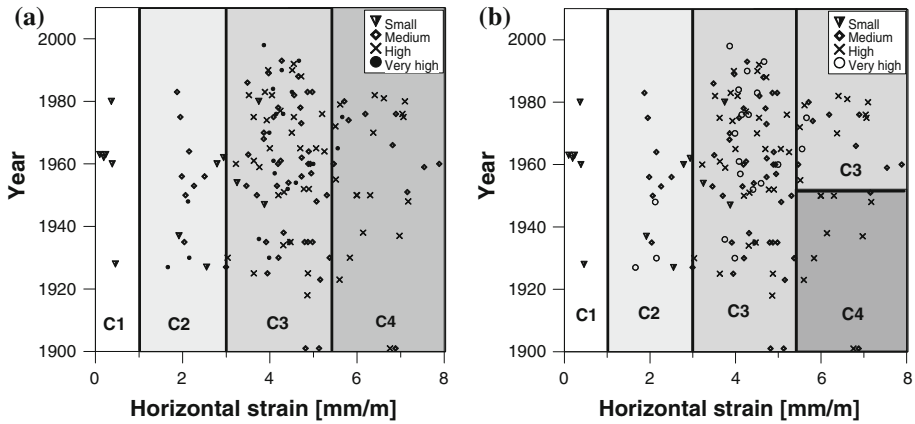 (a)
Year
2010
2000
1980
1960
1940
1920
1900
Small
Medium
High
Very high
C1
C2
C3
C4
0 2 4 6 8
Horizontal strain [mm/m]
(b)
Year
2000
1980
1960
1940
1920
1900
Small
Medium
High
Very high
C3
C1
C2
C3
C4
0 2 4 6 8
Horizontal strain [mm/m]